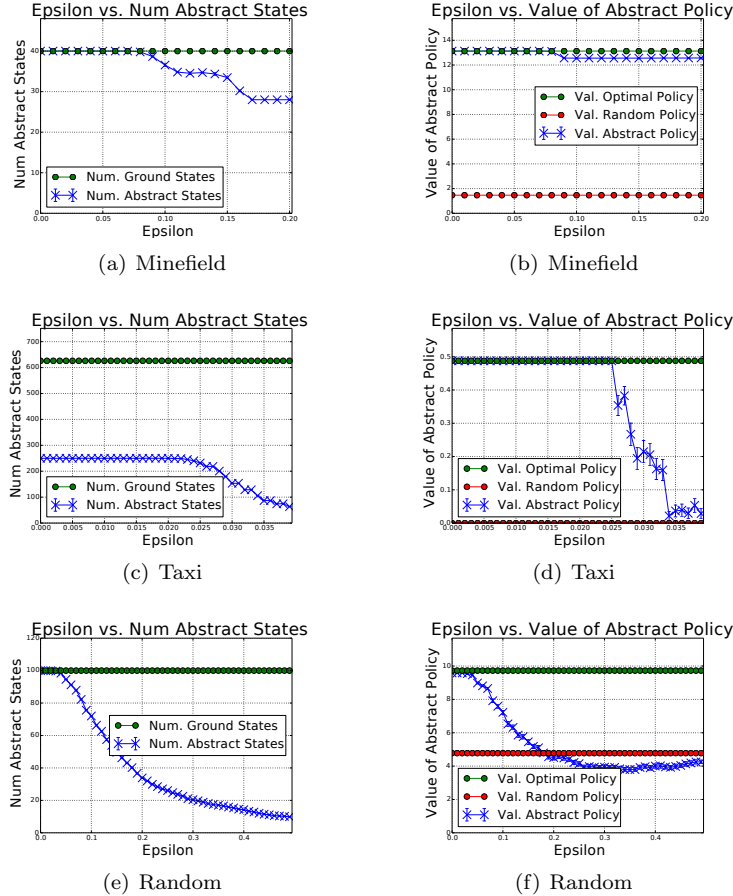 Epsilon vs. Num Abstract States
Num Abstract States
40
30
20
10
0
0.00 0.05 0.10 0.15 0.20
Num. Ground States
Num. Abstract States
Epsilon
(a) Minefield
Epsilon vs. Value of Abstract Policy
Value of Abstract Policy
14
12
10
8
6
4
2
0
0.00 0.05 0.10 0.15 0.20
Val. Optimal Policy
Val. Random Policy
Val. Abstract Policy
Epsilon
(b) Minefield
Epsilon vs. Num Abstract States
Num Abstract States
700
600
500
400
300
200
100
0
0.000 0.005 0.010 0.015 0.020 0.025 0.030 0.035
Num. Ground States
Num. Abstract States
Epsilon
(c) Taxi
Epsilon vs. Value of Abstract Policy
Value of Abstract Policy
0.5
0.4
0.3
0.2
0.1
0.0
0.000 0.005 0.010 0.015 0.020 0.025 0.030 0.035
Val. Optimal Policy
Val. Random Policy
Val. Abstract Policy
Epsilon
(d) Taxi
Epsilon vs. Num Abstract States
Num Abstract States
120
100
80
60
40
20
0
0.0 0.1 0.2 0.3 0.4
Num. Ground States
Num. Abstract States
Epsilon
(e) Random
Epsilon vs. Value of Abstract Policy
Value of Abstract Policy
10
8
6
4
2
0
0.0 0.1 0.2 0.3 0.4
Val. Optimal Policy
Val. Random Policy
Val. Abstract Policy
Epsilon
(f) Random